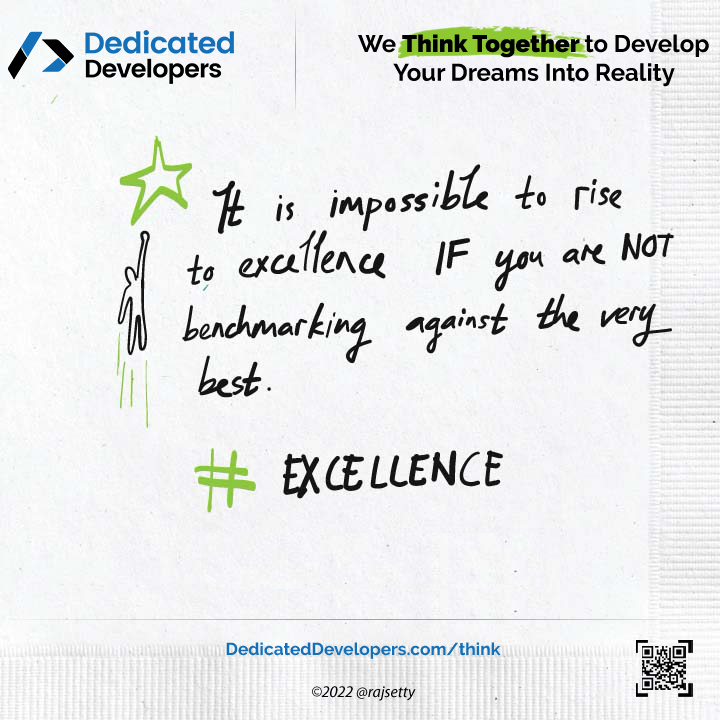 Dedicated
Developers
We Think Together to Develop
Your Dreams Into Reality
It is impossible to rise
to excellence IF you are NOT
benchmarking against the very
best.
# EXCELLENCE
DedicatedDevelopers.com/think
©2022 @rajsetty